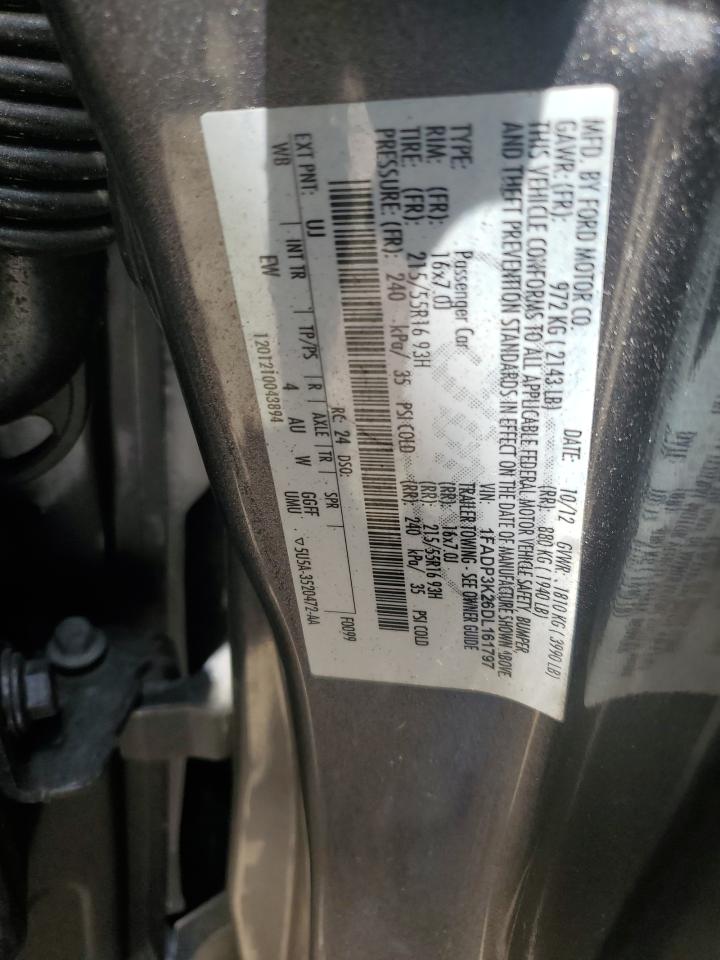 MFD. BY FORD MOTOR CO.
DATE: 10/12 GVWR: 1810 KG (3990 LB)
GAWR: (FR): 972 KG (2143 LB) (RR): 880 KG (1940 LB)
THIS VEHICLE CONFORMS TO ALL APPLICABLE FEDERAL MOTOR VEHICLE SAFETY, BUMPER,
AND THEFT PREVENTION STANDARDS IN EFFECT ON THE DATE OF MANUFACTURE SHOWN ABOVE
VIN: 1FADP3K26DL161797
TYPE: Passenger Car TRAILER TOWING - SEE OWNER GUIDE
RIM: (FR) 16x7.0J (RR): 16x7.0J
TIRE: (FR): 215/55R16 93H (RR): 215/55R16 93H
PRESSURE: (FR): 240 kPa/ 35 PSI COLD (RR): 240 kPa/ 35 PSI COLD
F0099
RC: 24 DSO:
EXT PNT: UJ INT TR TP/PS R AXLE TR SPR
WB EW 4 AU W GGFF
UMU
1201210043894 ▽5U5A-3520472-AA